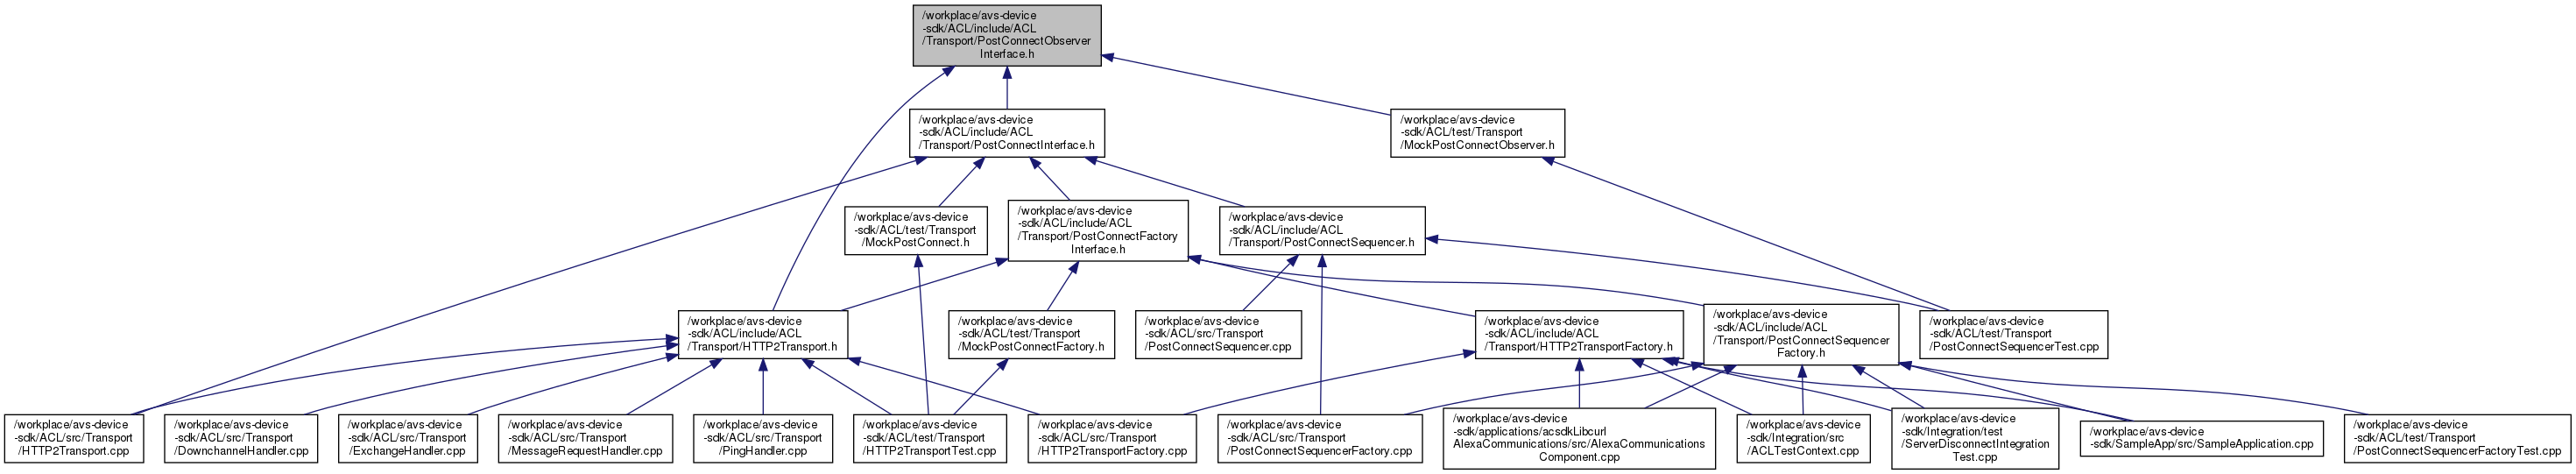 /workplace/avs-device
-sdk/ACL/include/ACL
/Transport/PostConnectObserver
Interface.h
/workplace/avs-device
-sdk/ACL/include/ACL
/Transport/PostConnectInterface.h
/workplace/avs-device
-sdk/ACL/test/Transport
/MockPostConnectObserver.h
/workplace/avs-device
-sdk/ACL/test/Transport
/MockPostConnect.h
/workplace/avs-device
-sdk/ACL/include/ACL
/Transport/PostConnectFactory
Interface.h
/workplace/avs-device
-sdk/ACL/include/ACL
/Transport/PostConnectSequencer.h
/workplace/avs-device
-sdk/ACL/include/ACL
/Transport/HTTP2Transport.h
/workplace/avs-device
-sdk/ACL/test/Transport
/MockPostConnectFactory.h
/workplace/avs-device
-sdk/ACL/src/Transport
/PostConnectSequencer.cpp
/workplace/avs-device
-sdk/ACL/include/ACL
/Transport/HTTP2TransportFactory.h
/workplace/avs-device
-sdk/ACL/include/ACL
/Transport/PostConnectSequencer
Factory.h
/workplace/avs-device
-sdk/ACL/test/Transport
/PostConnectSequencerTest.cpp
/workplace/avs-device
-sdk/ACL/src/Transport
/HTTP2Transport.cpp
/workplace/avs-device
-sdk/ACL/src/Transport
/DownchannelHandler.cpp
/workplace/avs-device
-sdk/ACL/src/Transport
/ExchangeHandler.cpp
/workplace/avs-device
-sdk/ACL/src/Transport
/MessageRequestHandler.cpp
/workplace/avs-device
-sdk/ACL/src/Transport
/PingHandler.cpp
/workplace/avs-device
-sdk/ACL/test/Transport
/HTTP2TransportTest.cpp
/workplace/avs-device
-sdk/ACL/src/Transport
/HTTP2TransportFactory.cpp
/workplace/avs-device
-sdk/ACL/src/Transport
/PostConnectSequencerFactory.cpp
/workplace/avs-device
-sdk/applications/acsdkLibcurl
AlexaCommunications/src/AlexaCommunications
Component.cpp
/workplace/avs-device
-sdk/Integration/src
/ACLTestContext.cpp
/workplace/avs-device
-sdk/Integration/test
/ServerDisconnectIntegration
Test.cpp
/workplace/avs-device
-sdk/SampleApp/src/SampleApplication.cpp
/workplace/avs-device
-sdk/ACL/test/Transport
/PostConnectSequencerFactoryTest.cpp